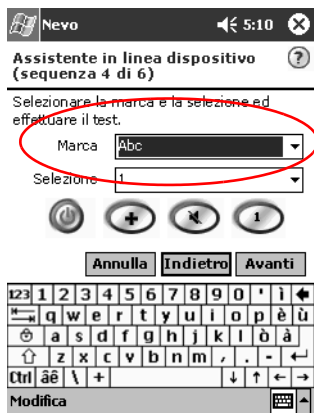 Nevo 5:10
Assistente in linea dispositivo
(sequenza 4 di 6)
Selezionare la marca e la selezione ed
effettuare il test.
Marca Abc
Selezione 1
1
Annulla Indietro Avanti
123 1 2 3 4 5 6 7 8 9 0 ' ì
q w e r t y u i o p è ù
a s d f g h j k l ò à
z x c v b n m , . -
Ctrl âê \ +
Modifica